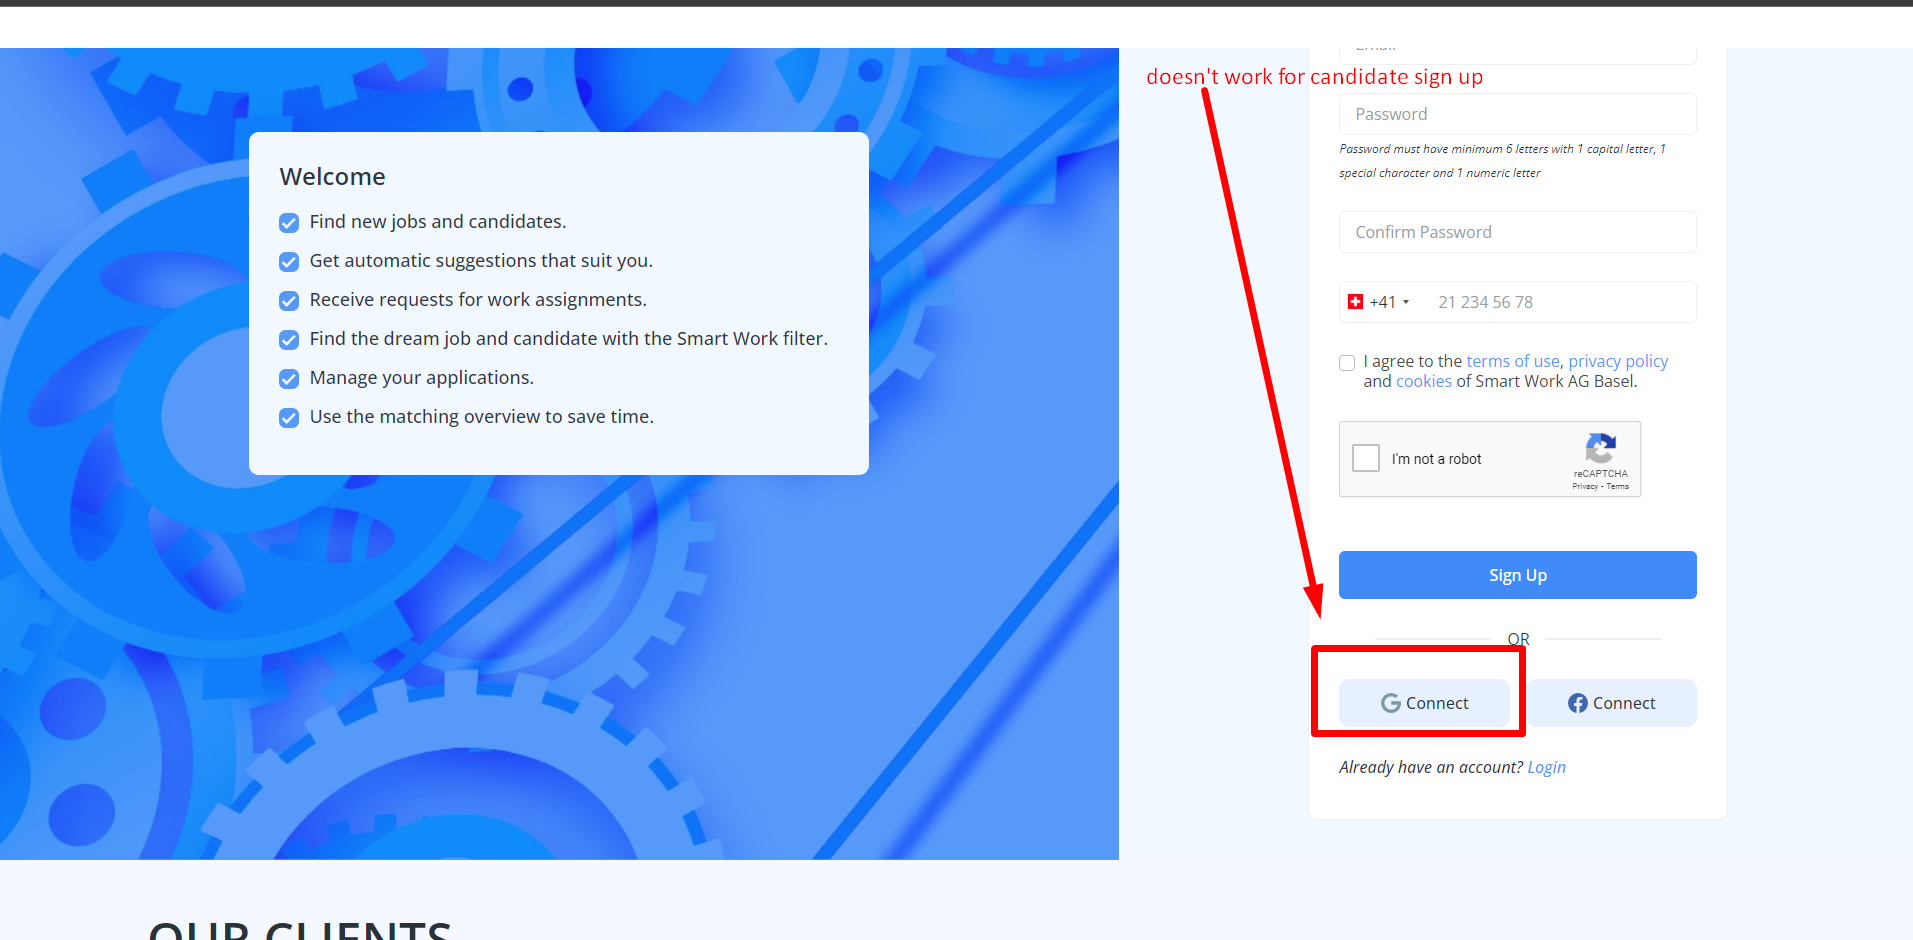 Welcome
Find new jobs and candidates.
Get automatic suggestions that suit you.
Receive requests for work assignments.
Find the dream job and candidate with the Smart Work filter.
Manage your applications.
Use the matching overview to save time.
Email
doesn't work for candidate sign up
Password
Password must have minimum 6 letters with 1 capital letter, 1
special character and 1 numeric letter
Confirm Password
+41 21 234 56 78
I agree to the terms of use, privacy policy
and cookies of Smart Work AG Basel.
I'm not a robot
reCAPTCHA
Privacy - Terms
Sign Up
OR
Connect
Connect
Already have an account? Login
OUR CLIENTS